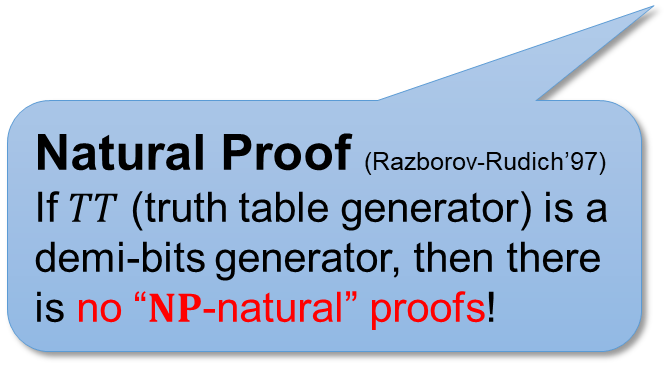 Natural Proof (Razborov-Rudich’97)
If 𝑇𝑇 (truth table generator) is a
demi-bits generator, then there
is no “NP-natural” proofs!